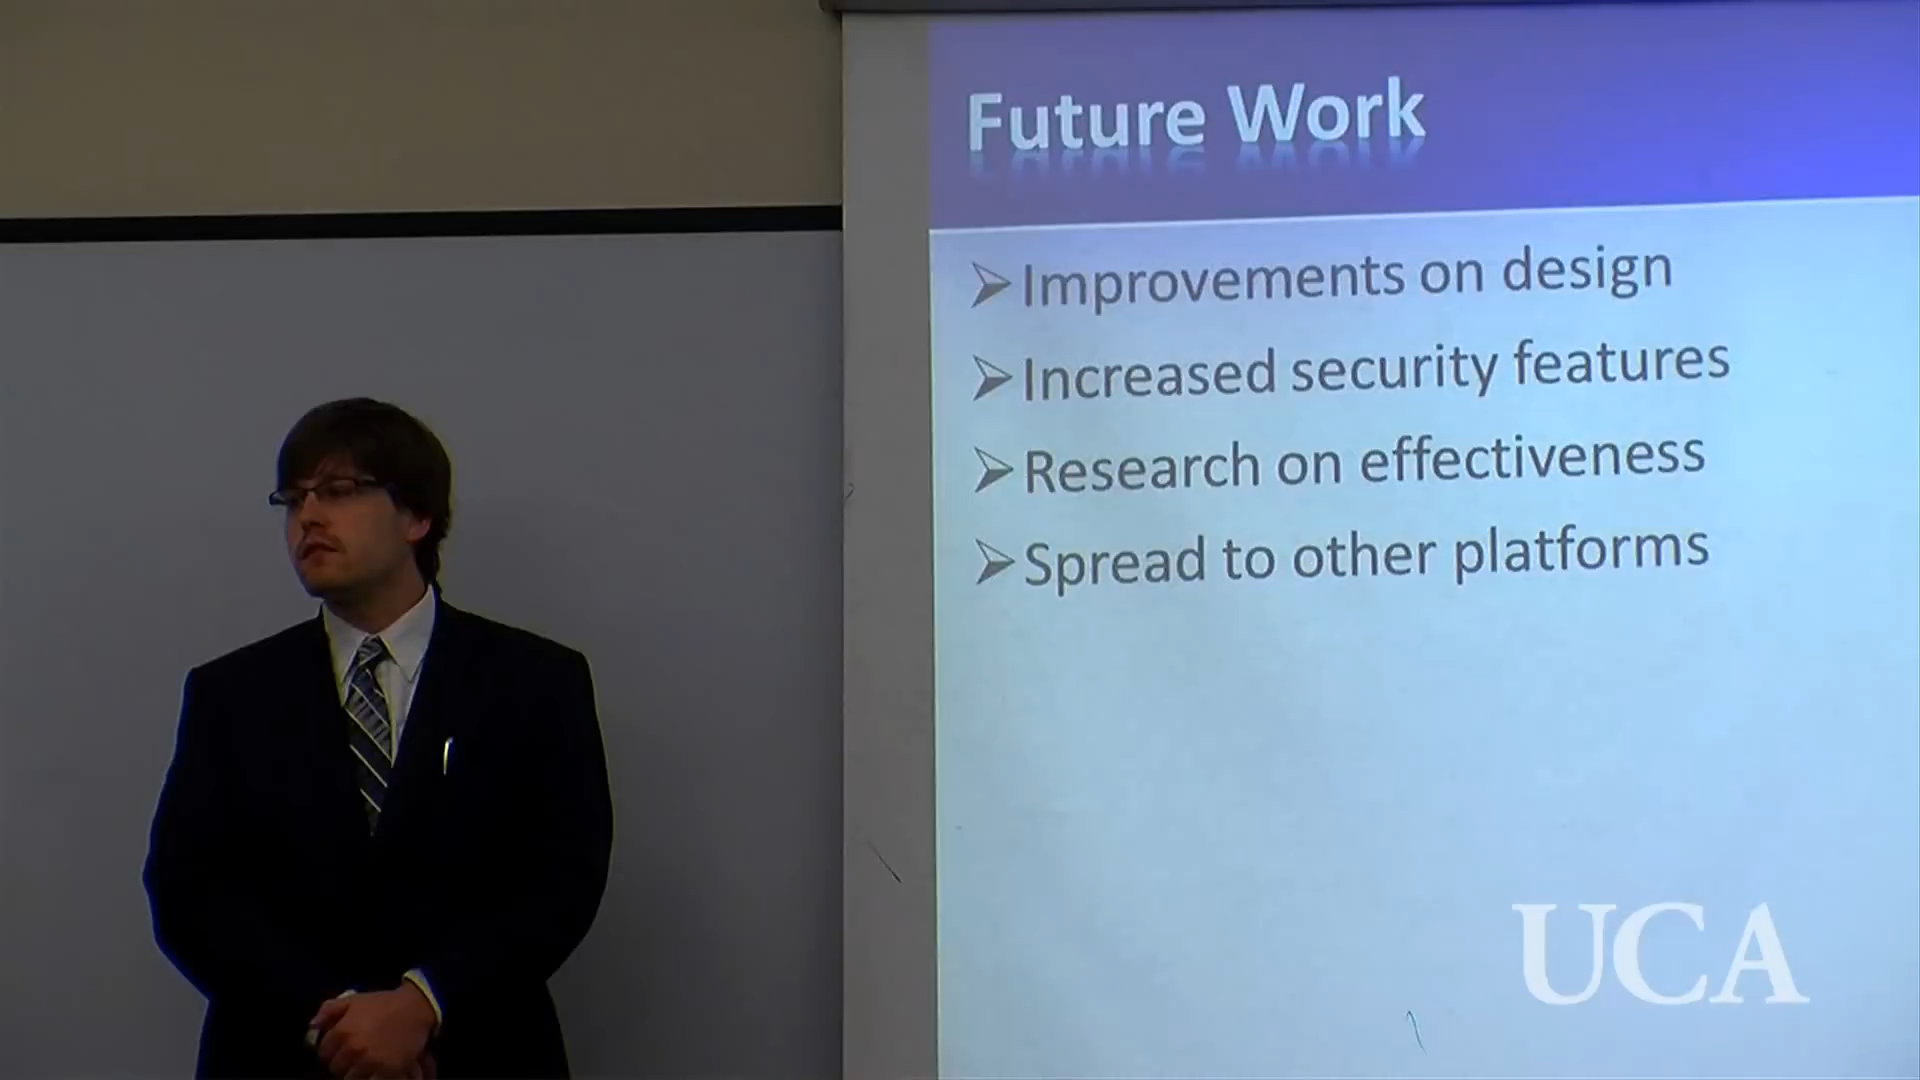 Future Work
Improvements on design
Increased security features
Research on effectiveness
Spread to other platforms
UCA